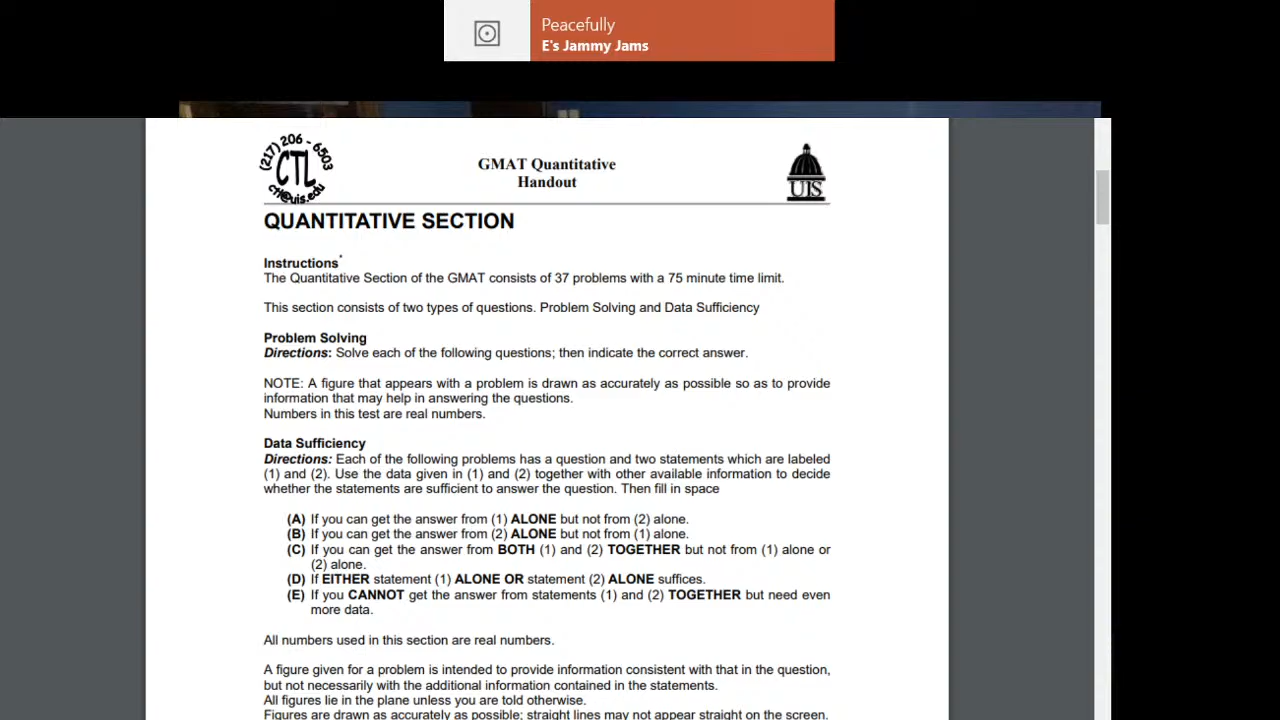 Peacefully
E's Jammy Jams
(217) 206 - 6503
CTL
ctl@uis.edu
GMAT Quantitative
Handout
UIS
QUANTITATIVE SECTION
Instructions*
The Quantitative Section of the GMAT consists of 37 problems with a 75 minute time limit.
This section consists of two types of questions. Problem Solving and Data Sufficiency
Problem Solving
Directions: Solve each of the following questions; then indicate the correct answer.
NOTE: A figure that appears with a problem is drawn as accurately as possible so as to provide
information that may help in answering the questions.
Numbers in this test are real numbers.
Data Sufficiency
Directions: Each of the following problems has a question and two statements which are labeled
(1) and (2). Use the data given in (1) and (2) together with other available information to decide
whether the statements are sufficient to answer the question. Then fill in space
(A) If you can get the answer from (1) ALONE but not from (2) alone.
(B) If you can get the answer from (2) ALONE but not from (1) alone.
(C) If you can get the answer from BOTH (1) and (2) TOGETHER but not from (1) alone or
(2) alone.
(D) If EITHER statement (1) ALONE OR statement (2) ALONE suffices.
(E) If you CANNOT get the answer from statements (1) and (2) TOGETHER but need even
more data.
All numbers used in this section are real numbers.
A figure given for a problem is intended to provide information consistent with that in the question,
but not necessarily with the additional information contained in the statements.
All figures lie in the plane unless you are told otherwise.
Figures are drawn as accurately as possible; straight lines may not appear straight on the screen.